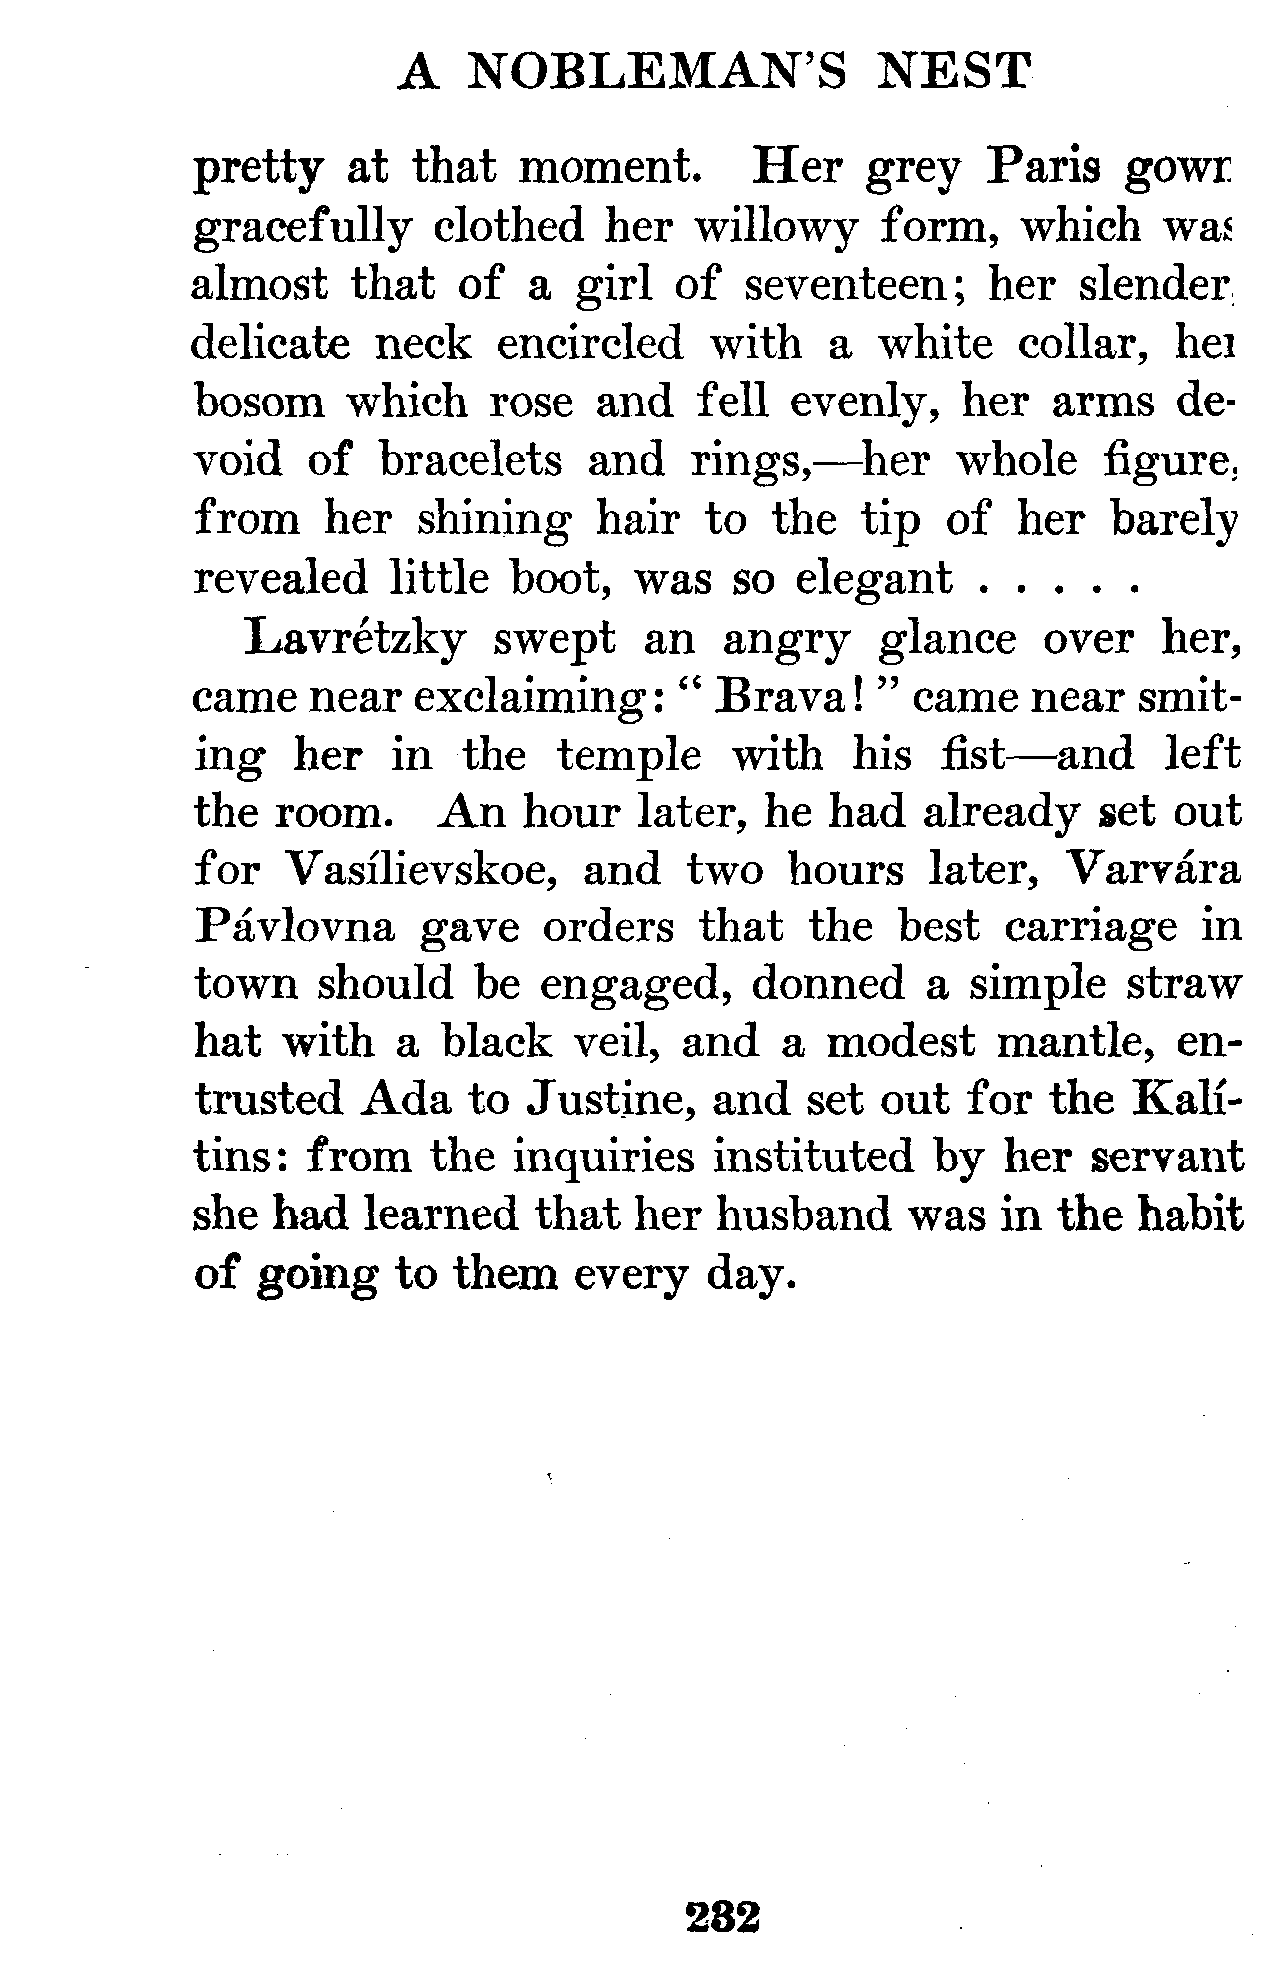 A NOBLEMAN'S NEST
pretty at that moment. Her grey Paris gown
gracefully clothed her willowy form, which was
almost that of a girl of seventeen; her slender,
delicate neck encircled with a white collar, her
bosom which rose and fell evenly, her arms de-
void of bracelets and rings,—her whole figure,
from her shining hair to the tip of her barely
revealed little boot, was so elegant . . . . .
Lavrétzky swept an angry glance over her,
came near exclaiming: “ Brava! ” came near smit-
ing her in the temple with his fist—and left
the room. An hour later, he had already set out
for Vasílievskoe, and two hours later, Varvára
Pávlovna gave orders that the best carriage in
town should be engaged, donned a simple straw
hat with a black veil, and a modest mantle, en-
trusted Ada to Justine, and set out for the Kalí-
tins: from the inquiries instituted by her servant
she had learned that her husband was in the habit
of going to them every day.
232